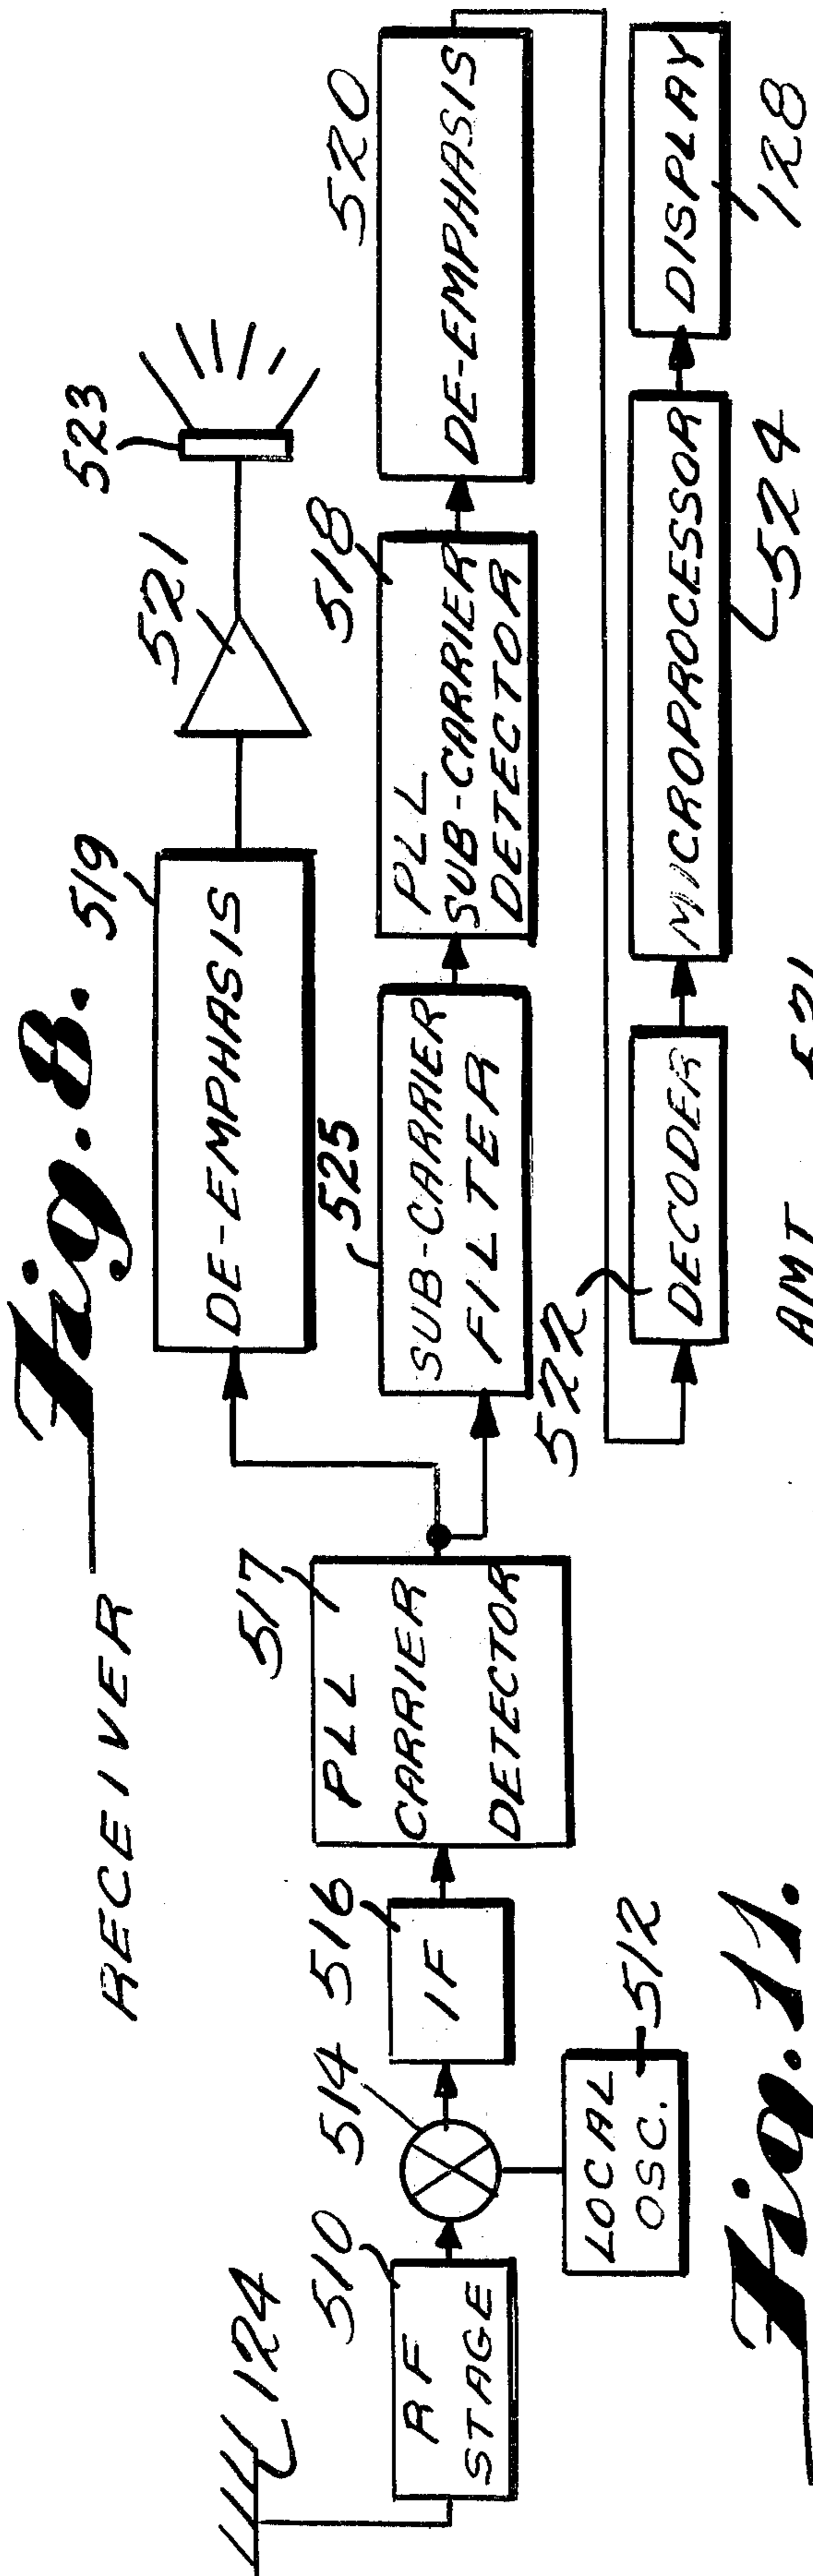 Fig. 8.
RECEIVER
124
510
RF
STAGE
514
LOCAL
OSC.
512
516
IF
517
PLL
CARRIER
DETECTOR
519
DE-EMPHASIS
521
523
525
SUB-CARRIER
FILTER
518
PLL
SUB-CARRIER
DETECTOR
520
DE-EMPHASIS
522
DECODER
MICROPROCESSOR
524
DISPLAY
128
Fig. 11.